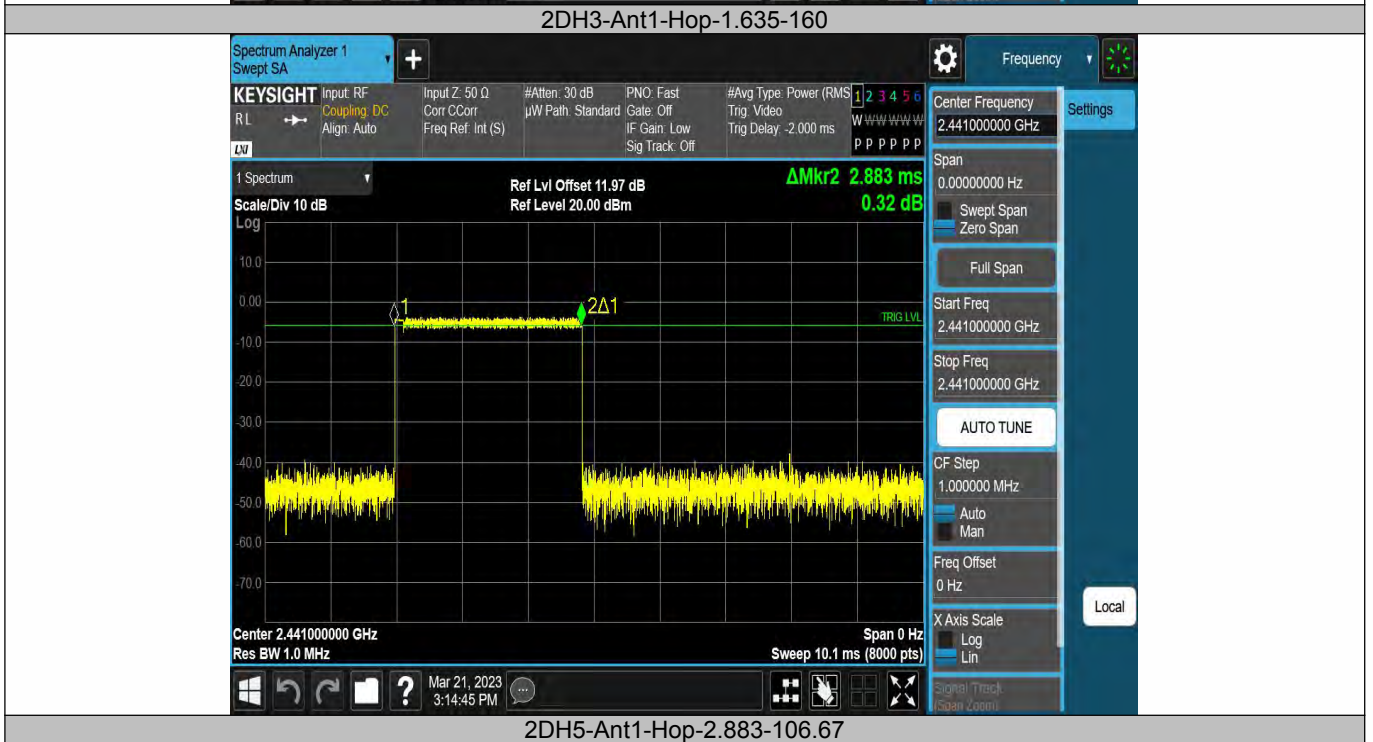 2DH3-Ant1-Hop-1.635-160
Spectrum Analyzer 1
Swept SA
+
Frequency
KEYSIGHT
RL
LXI
Input: RF
Coupling: DC
Align: Auto
Input Z: 50 Ω
Corr CCorr
Freq Ref: Int (S)
#Atten: 30 dB
µW Path: Standard
PNO: Fast
Gate: Off
IF Gain: Low
Sig Track: Off
#Avg Type: Power (RMS
Trig: Video
Trig Delay: -2.000 ms
1 2 3 4 5 6
W W W W W W
P P P P P P
Center Frequency
2.441000000 GHz
Settings
Span
0.00000000 Hz
Swept Span
Zero Span
Full Span
Start Freq
2.441000000 GHz
Stop Freq
2.441000000 GHz
AUTO TUNE
CF Step
1.000000 MHz
Auto
Man
Freq Offset
0 Hz
X Axis Scale
Log
Lin
Signal Track
(Span Zoom)
Local
1 Spectrum
Scale/Div 10 dB
Log
Ref Lvl Offset 11.97 dB
Ref Level 20.00 dBm
ΔMkr2 2.883 ms
0.32 dB
10.0
0.00
-10.0
-20.0
-30.0
-40.0
-50.0
-60.0
-70.0
1
2Δ1
TRIG LVL
Center 2.441000000 GHz
Res BW 1.0 MHz
Span 0 Hz
Sweep 10.1 ms (8000 pts)
?
Mar 21, 2023
3:14:45 PM
2DH5-Ant1-Hop-2.883-106.67